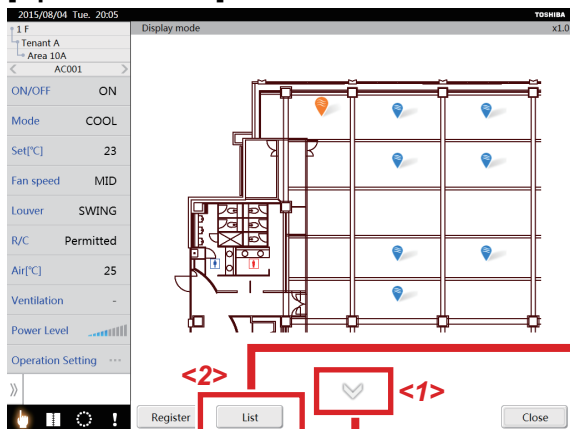 2015/08/04 Tue. 20:05
TOSHIBA
1 F
Tenant A
Area 10A
AC001
Display mode
x1.0
ON/OFF ON
Mode COOL
Set[℃] 23
Fan speed MID
Louver SWING
R/C Permitted
Air[℃] 25
Ventilation -
Power Level
Operation Setting ...
<2>
<1>
Register
List
Close